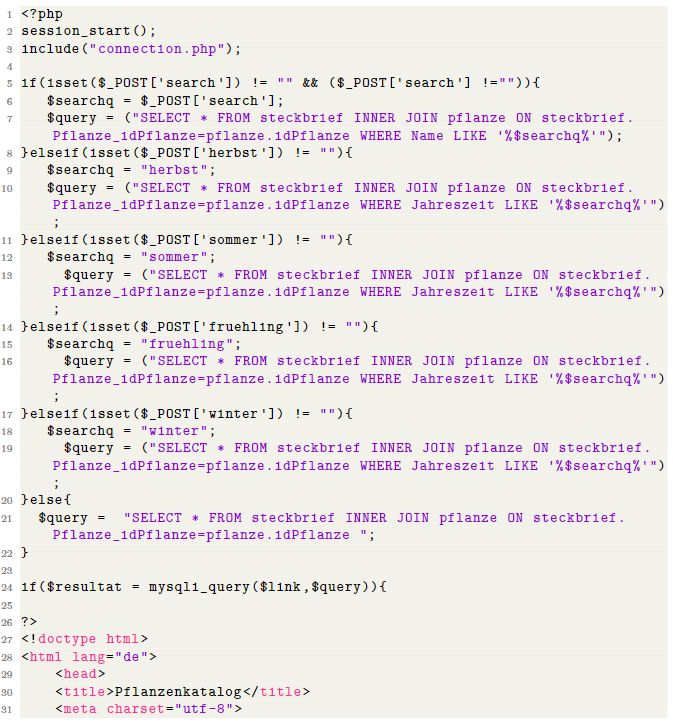 1 <?php
2 session_start();
3 include("connection.php");
4
5 if(isset($_POST['search']) != "" && ($_POST['search'] !="")){
6 $searchq = $_POST['search'];
7 $query = ("SELECT * FROM steckbrief INNER JOIN pflanze ON steckbrief.
Pflanze_idPflanze=pflanze.idPflanze WHERE Name LIKE '%$searchq%'");
8 }elseif(isset($_POST['herbst']) != ""){
9 $searchq = "herbst";
10 $query = ("SELECT * FROM steckbrief INNER JOIN pflanze ON steckbrief.
Pflanze_idPflanze=pflanze.idPflanze WHERE Jahreszeit LIKE '%$searchq%'")
;
11 }elseif(isset($_POST['sommer']) != ""){
12 $searchq = "sommer";
13 $query = ("SELECT * FROM steckbrief INNER JOIN pflanze ON steckbrief.
Pflanze_idPflanze=pflanze.idPflanze WHERE Jahreszeit LIKE '%$searchq%'")
;
14 }elseif(isset($_POST['fruehling']) != ""){
15 $searchq = "fruehling";
16 $query = ("SELECT * FROM steckbrief INNER JOIN pflanze ON steckbrief.
Pflanze_idPflanze=pflanze.idPflanze WHERE Jahreszeit LIKE '%$searchq%'")
;
17 }elseif(isset($_POST['winter']) != ""){
18 $searchq = "winter";
19 $query = ("SELECT * FROM steckbrief INNER JOIN pflanze ON steckbrief.
Pflanze_idPflanze=pflanze.idPflanze WHERE Jahreszeit LIKE '%$searchq%'")
;
20 }else{
21 $query = "SELECT * FROM steckbrief INNER JOIN pflanze ON steckbrief.
Pflanze_idPflanze=pflanze.idPflanze ";
22 }
23
24 if($resultat = mysqli_query($link,$query)){
25
26 ?>
27 <!doctype html>
28 <html lang="de">
29 <head>
30 <title>Pflanzenkatalog</title>
31 <meta charset="utf-8">